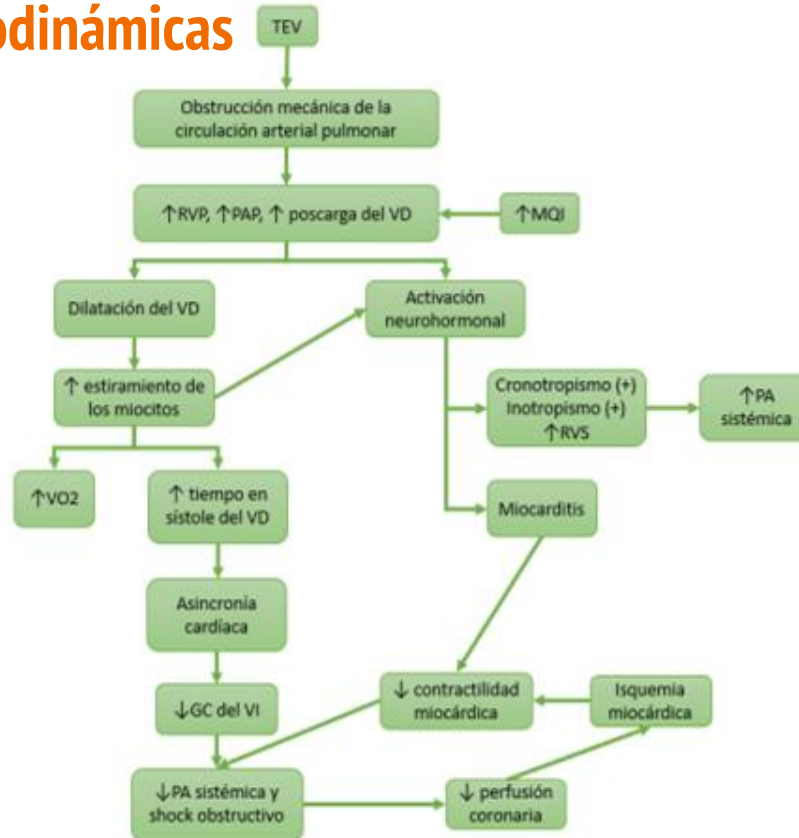 odinámicas
TEV
Obstrucción mecánica de la
circulación arterial pulmonar
↑RVP, ↑PAP, ↑ poscarga del VD
↑MQI
Dilatación del VD
Activación
neurohormonal
↑ estiramiento de
los miocitos
Cronotropismo (+)
Inotropismo (+)
↑RVS
↑PA
sistémica
↑VO2
↑ tiempo en
sístole del VD
Miocarditis
Asincronía
cardíaca
↓GC del VI
↓ contractilidad
miocárdica
Isquemia
miocárdica
↓PA sistémica y
shock obstructivo
↓ perfusión
coronaria